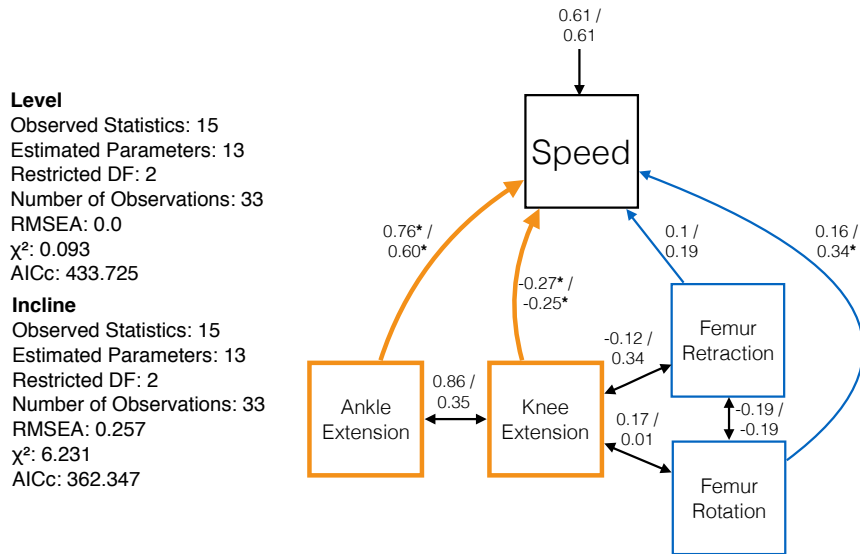 Level
Observed Statistics: 15
Estimated Parameters: 13
Restricted DF: 2
Number of Observations: 33
RMSEA: 0.0
χ²: 0.093
AICc: 433.725
Incline
Observed Statistics: 15
Estimated Parameters: 13
Restricted DF: 2
Number of Observations: 33
RMSEA: 0.257
χ²: 6.231
AICc: 362.347
0.61 /
0.61
Speed
0.76* /
0.60*
-0.27* /
-0.25*
0.1 /
0.19
0.16 /
0.34*
Ankle
Extension
0.86 /
0.35
Knee
Extension
-0.12 /
0.34
0.17 /
0.01
Femur
Retraction
-0.19 /
-0.19
Femur
Rotation